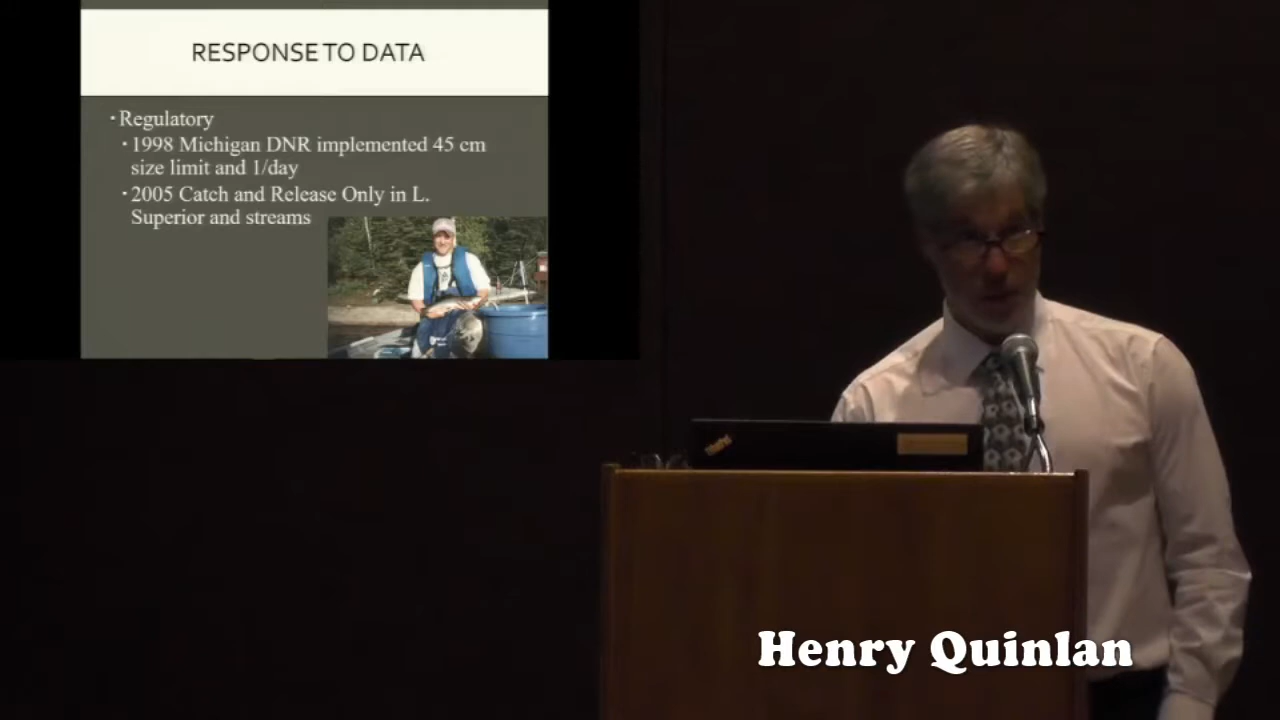 RESPONSE TO DATA
• Regulatory
• 1998 Michigan DNR implemented 45 cm
size limit and 1/day
• 2005 Catch and Release Only in L.
Superior and streams
Henry Quinlan